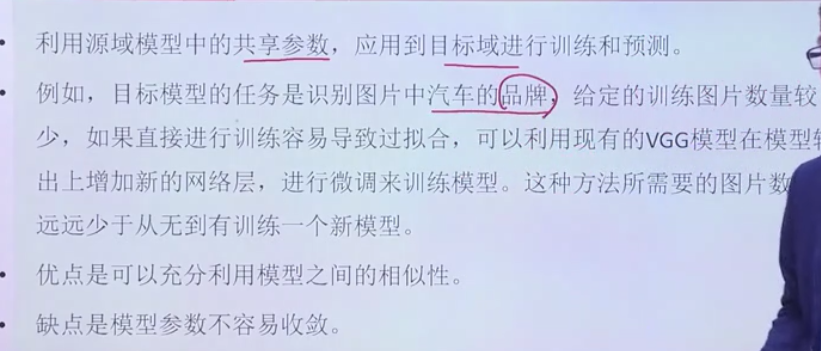 • 利用源域模型中的共享参数，应用到目标域进行训练和预测。
• 例如，目标模型的任务是识别图片中汽车的品牌，给定的训练图片数量较
少，如果直接进行训练容易导致过拟合，可以利用现有的VGG模型在模型输
出上增加新的网络层，进行微调来训练模型。这种方法所需要的图片数
远远少于从无到有训练一个新模型。
• 优点是可以充分利用模型之间的相似性。
• 缺点是模型参数不容易收敛。